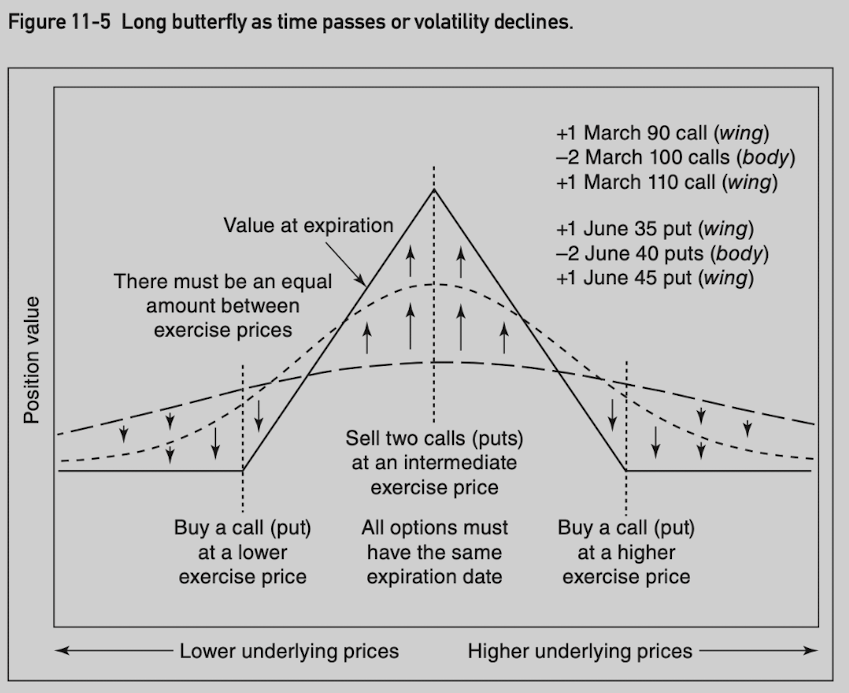 Figure 11-5 Long butterfly as time passes or volatility declines.
+1 March 90 call (wing)
–2 March 100 calls (body)
+1 March 110 call (wing)
+1 June 35 put (wing)
–2 June 40 puts (body)
+1 June 45 put (wing)
Value at expiration
There must be an equal
amount between
exercise prices
Position value
Sell two calls (puts)
at an intermediate
exercise price
Buy a call (put)
at a lower
exercise price
All options must
have the same
expiration date
Buy a call (put)
at a higher
exercise price
Lower underlying prices
Higher underlying prices